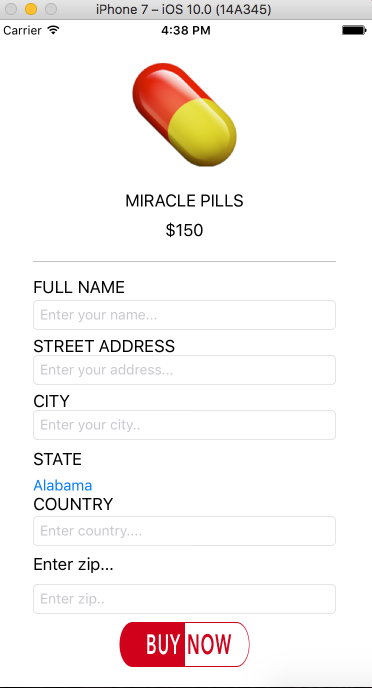 iPhone 7 – iOS 10.0 (14A345)
Carrier 4:38 PM
MIRACLE PILLS
$150
FULL NAME
Enter your name...
STREET ADDRESS
Enter your address...
CITY
Enter your city..
STATE
Alabama
COUNTRY
Enter country....
Enter zip...
Enter zip..
BUY NOW